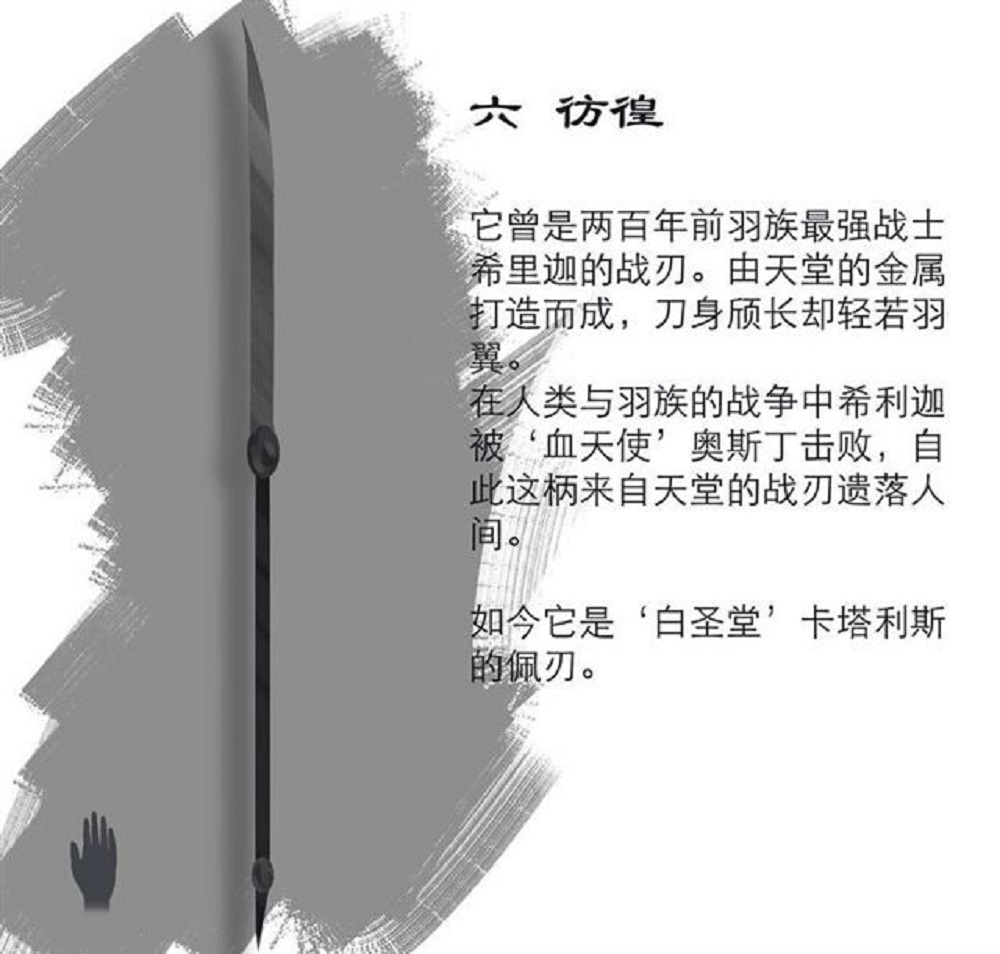 六 彷徨
它曾是两百年前羽族最强战士
希里迦的战刃。由天堂的金属
打造而成，刀身颀长却轻若羽
翼。
在人类与羽族的战争中希利迦
被‘血天使’奥斯丁击败，自
此这柄来自天堂的战刃遗落人
间。
如今它是‘白圣堂’卡塔利斯
的佩刃。